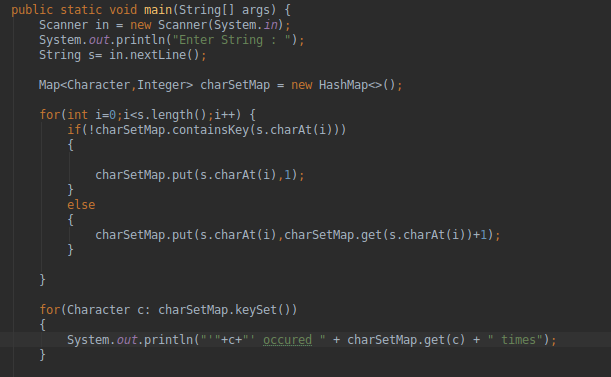 public static void main(String[] args) {
Scanner in = new Scanner(System.in);
System.out.println("Enter String : ");
String s= in.nextLine();
Map<Character,Integer> charSetMap = new HashMap<>();
for(int i=0;i<s.length();i++) {
if(!charSetMap.containsKey(s.charAt(i)))
{
charSetMap.put(s.charAt(i),1);
}
else
{
charSetMap.put(s.charAt(i),charSetMap.get(s.charAt(i))+1);
}
}
for(Character c: charSetMap.keySet())
{
System.out.println("'"+c+"' occured " + charSetMap.get(c) + " times");
}